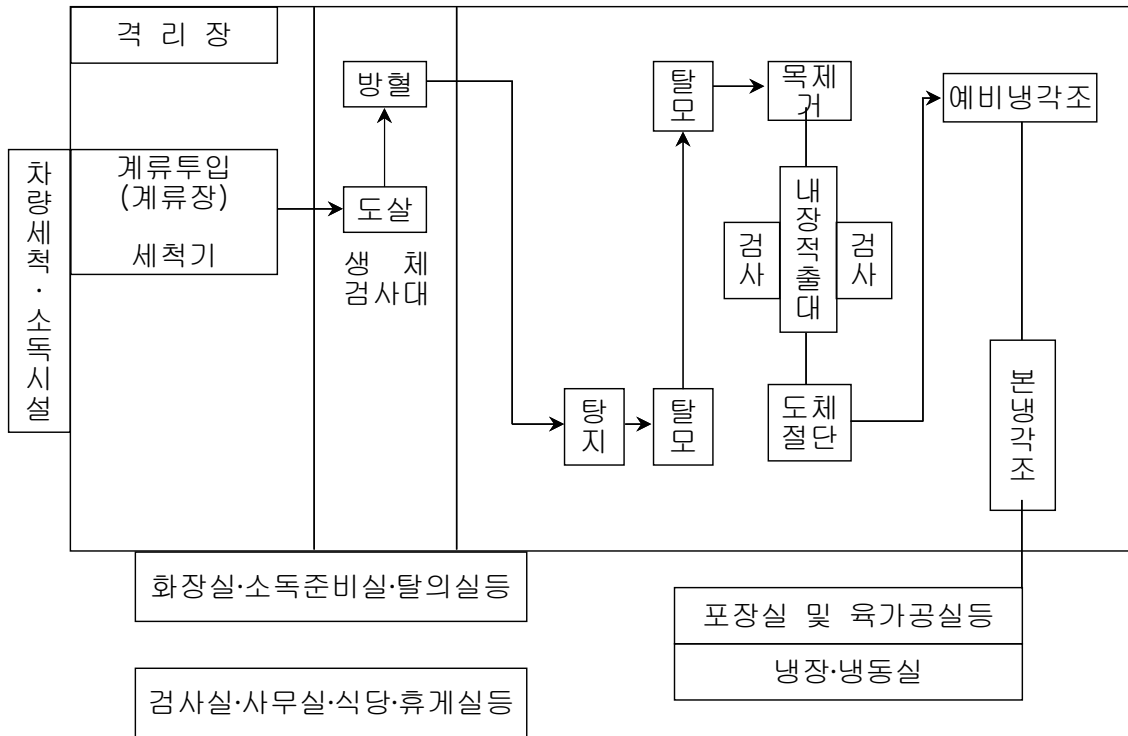 격 리 장
차량세척·소독시설
계류투입
(계류장)
세척기
방혈
도살
생 체
검사대
탕지
탈모
탈모
목제
거
내장적출대
검사
검사
도체
절단
예비냉각조
본냉각조
화장실·소독준비실·탈의실등
검사실·사무실·식당·휴게실등
포장실 및 육가공실등
냉장·냉동실